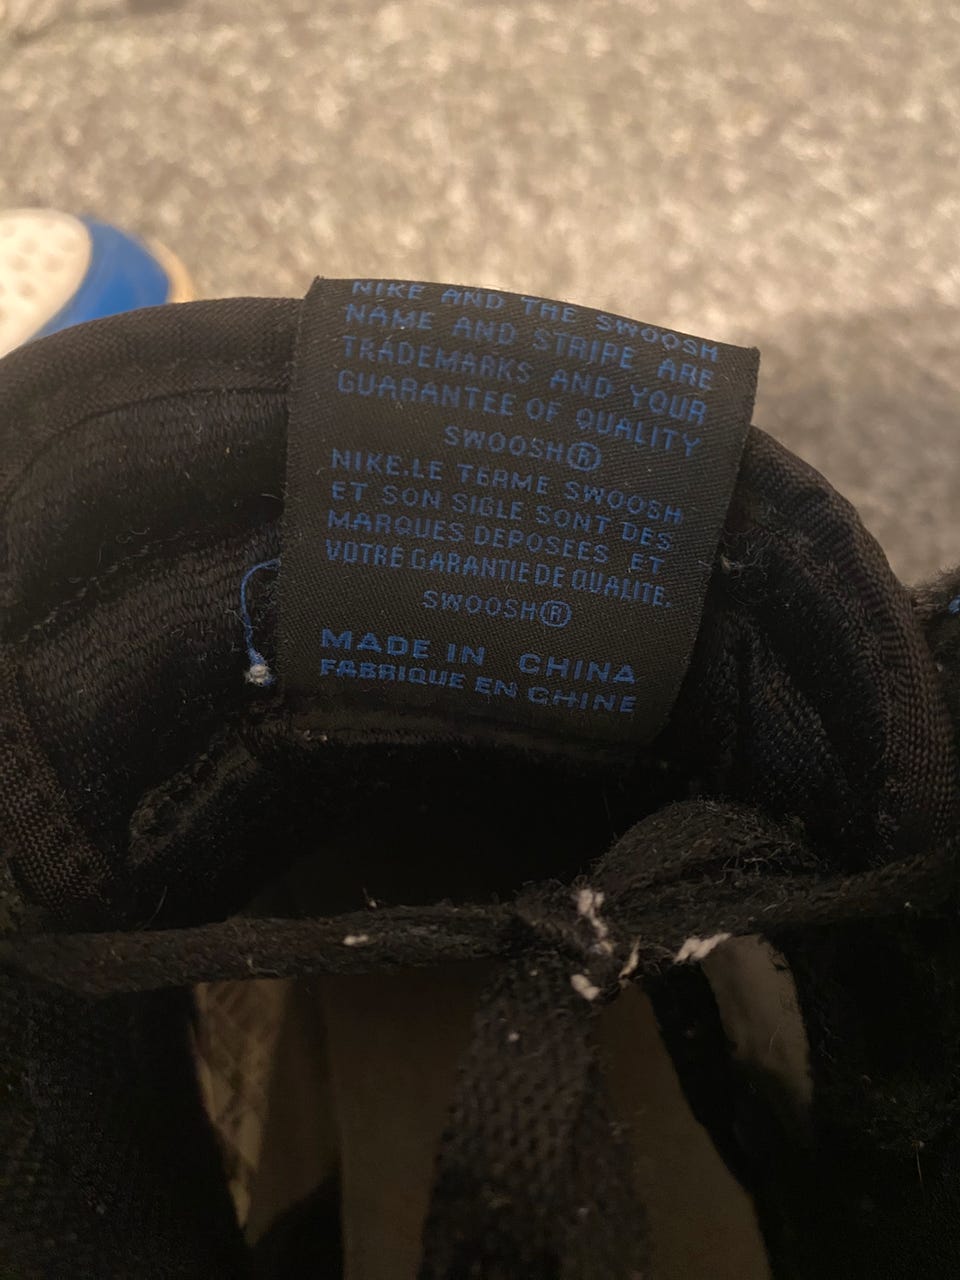 NIKE AND THE SWOOSH
NAME AND STRIPE ARE
TRADEMARKS AND YOUR
GUARANTEE OF QUALITY
SWOOSH®
NIKE.LE TERME SWOOSH
ET SON SIGLE SONT DES
MARQUES DEPOSEES ET
VOTRE GARANTIE DE QUALITE.
SWOOSH®
MADE IN CHINA
FABRIQUE EN CHINE